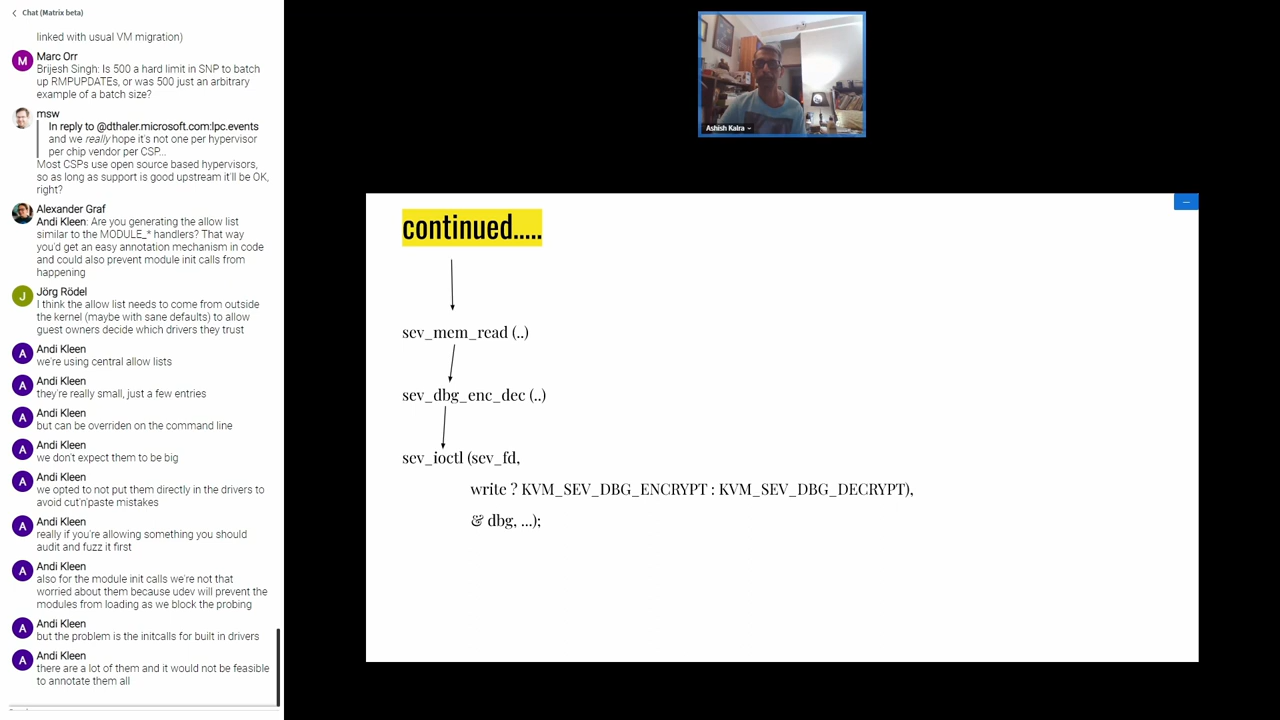 Chat (Matrix beta)
linked with usual VM migration)
M
Marc Orr
Brijesh Singh: Is 500 a hard limit in SNP to batch
up RMPUPDATEs, or was 500 just an arbitrary
example of a batch size?
msw
In reply to @dthaler.microsoft.com:lpc.events
and we really hope it's not one per hypervisor
per chip vendor per CSP...
Most CSPs use open source based hypervisors,
so as long as support is good upstream it'll be OK,
right?
Alexander Graf
Andi Kleen: Are you generating the allow list
similar to the MODULE_* handlers? That way
you'd get an easy annotation mechanism in code
and could also prevent module init calls from
happening
J
Jörg Rödel
I think the allow list needs to come from outside
the kernel (maybe with sane defaults) to allow
guest owners decide which drivers they trust
A
Andi Kleen
we're using central allow lists
A
Andi Kleen
they're really small, just a few entries
A
Andi Kleen
but can be overriden on the command line
A
Andi Kleen
we don't expect them to be big
A
Andi Kleen
we opted to not put them directly in the drivers to
avoid cut'n'paste mistakes
A
Andi Kleen
really if you're allowing something you should
audit and fuzz it first
A
Andi Kleen
also for the module init calls we're not that
worried about them because udev will prevent the
modules from loading as we block the probing
A
Andi Kleen
but the problem is the initcalls for built in drivers
A
Andi Kleen
there are a lot of them and it would not be feasible
to annotate them all
Ashish Kalra
continued.....
sev_mem_read (..)
sev_dbg_enc_dec (..)
sev_ioctl (sev_fd,
write ? KVM_SEV_DBG_ENCRYPT : KVM_SEV_DBG_DECRYPT),
& dbg, ...);